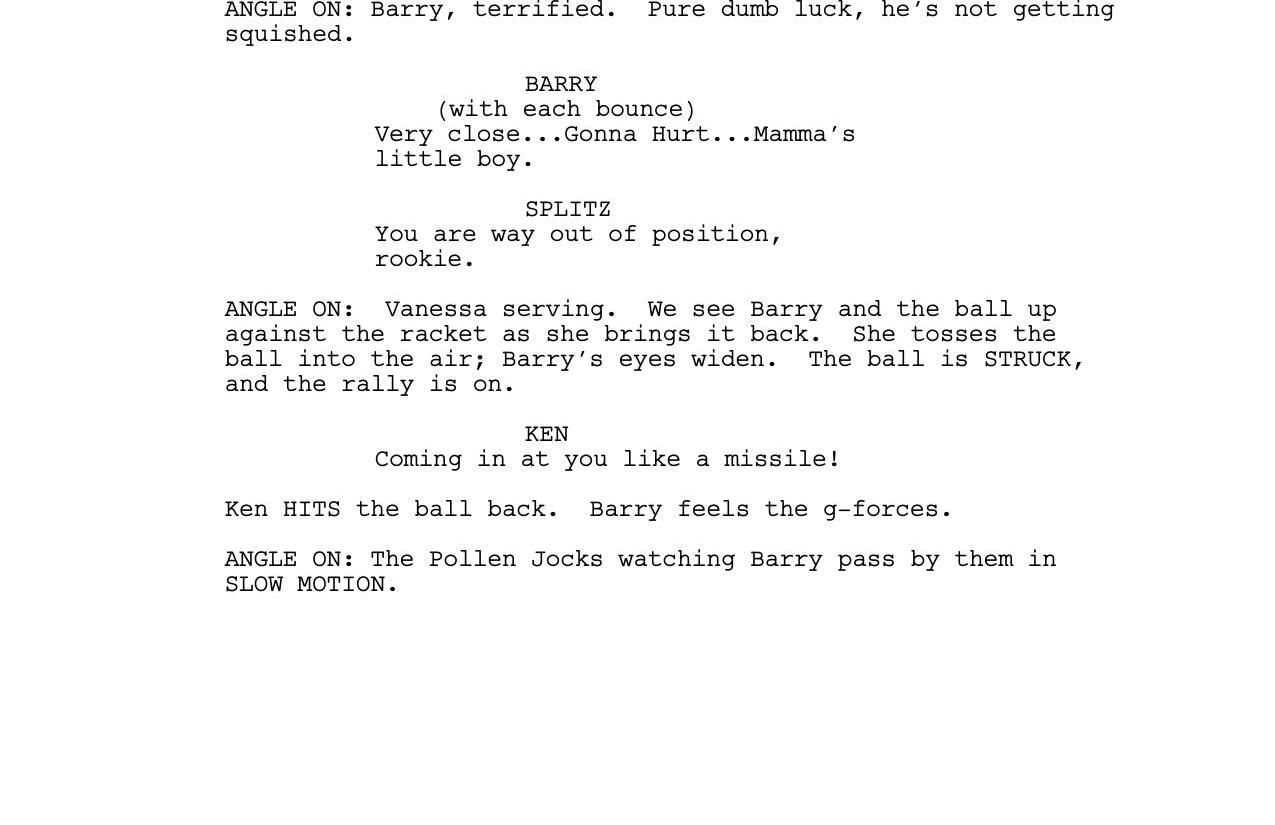 ANGLE ON: Barry, terrified.  Pure dumb luck, he’s not getting
squished.
BARRY
(with each bounce)
Very close...Gonna Hurt...Mamma’s
little boy.
SPLITZ
You are way out of position,
rookie.
ANGLE ON:  Vanessa serving.  We see Barry and the ball up
against the racket as she brings it back.  She tosses the
ball into the air; Barry’s eyes widen.  The ball is STRUCK,
and the rally is on.
KEN
Coming in at you like a missile!
Ken HITS the ball back.  Barry feels the g-forces.
ANGLE ON: The Pollen Jocks watching Barry pass by them in
SLOW MOTION.